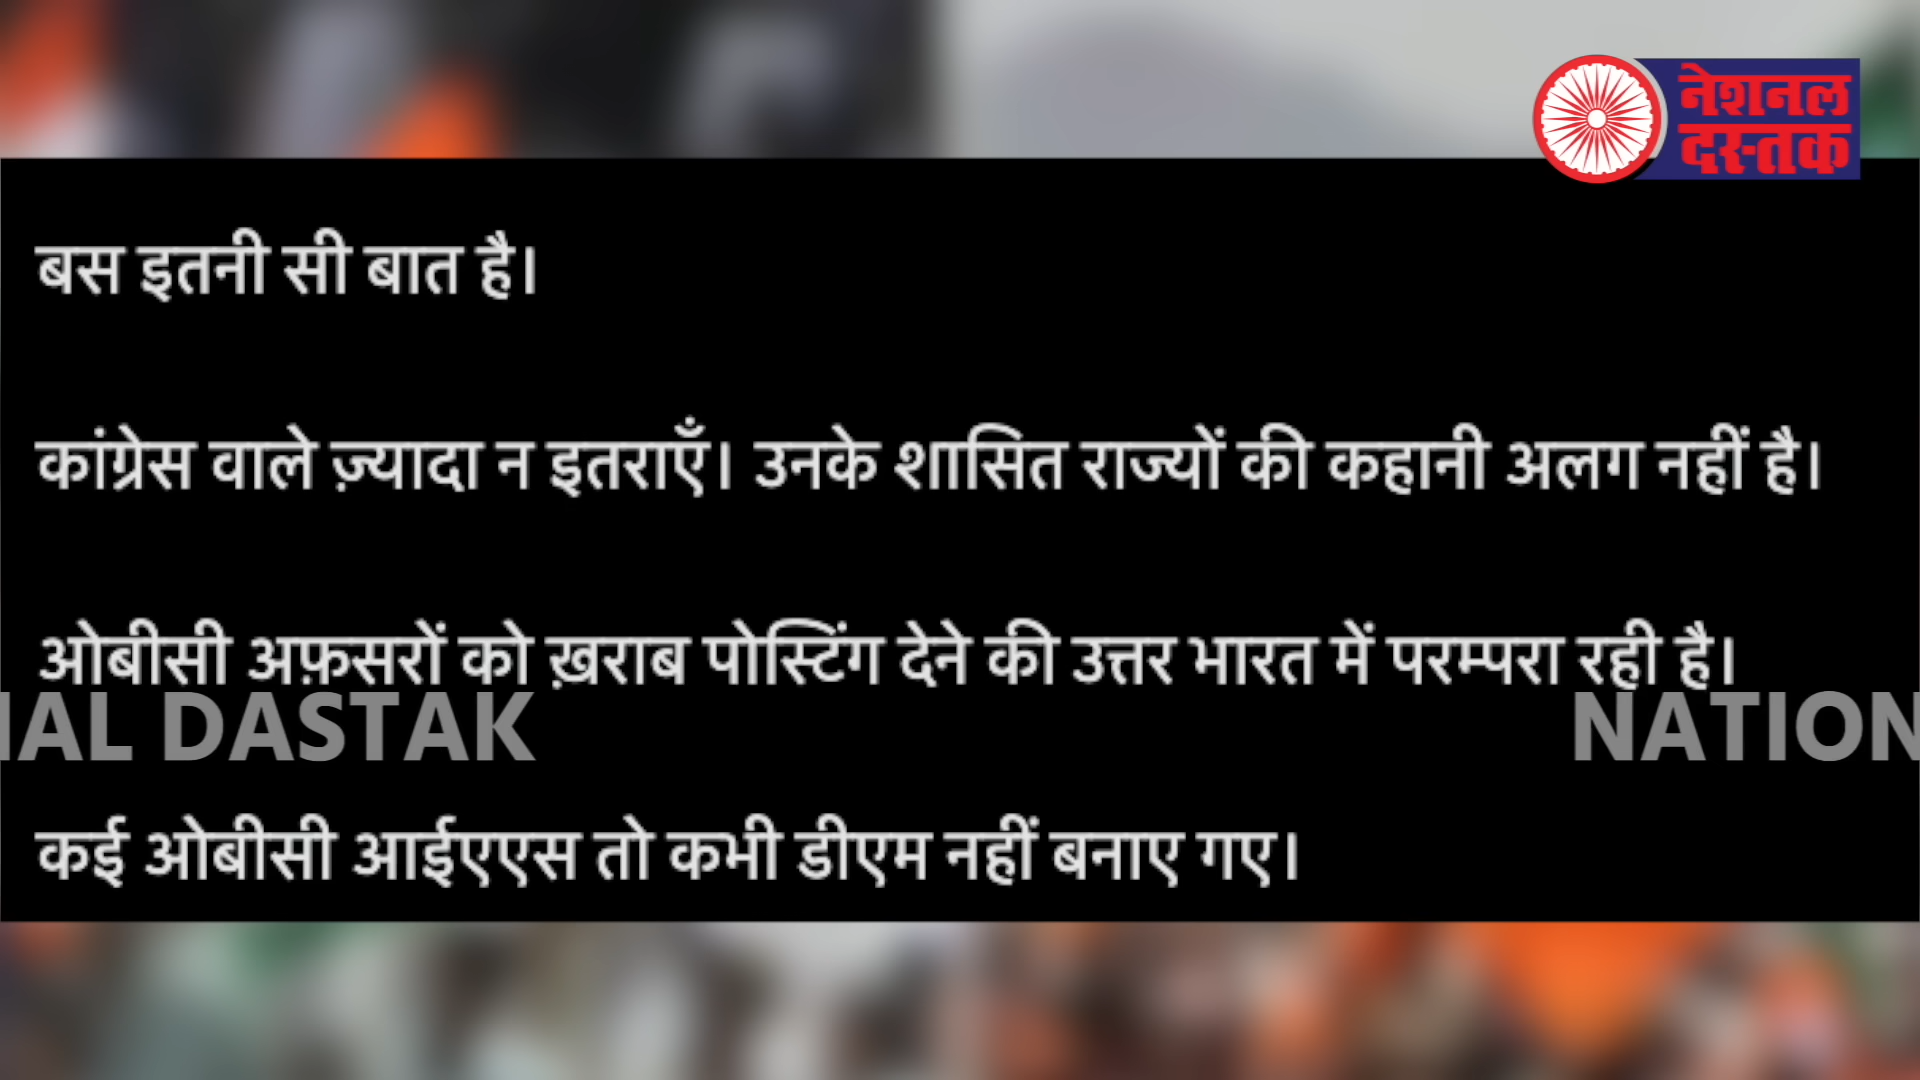 नेशनल
दस्तक
बस इतनी सी बात है।
कांग्रेस वाले ज़्यादा न इतराएँ। उनके शासित राज्यों की कहानी अलग नहीं है।
ओबीसी अफ़सरों को ख़राब पोस्टिंग देने की उत्तर भारत में परम्परा रही है।
NAL DASTAK NATION
कई ओबीसी आईएएस तो कभी डीएम नहीं बनाए गए।